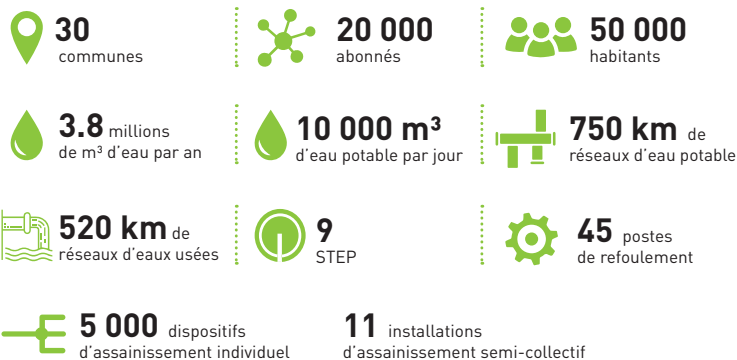 30
communes
20 000
abonnés
50 000
habitants
3.8 millions
de m³ d'eau par an
10 000 m³
d'eau potable par jour
750 km de
réseaux d'eau potable
520 km de
réseaux d'eaux usées
9
STEP
45 postes
de refoulement
5 000 dispositifs
d'assainissement individuel
11 installations
d'assainissement semi-collectif